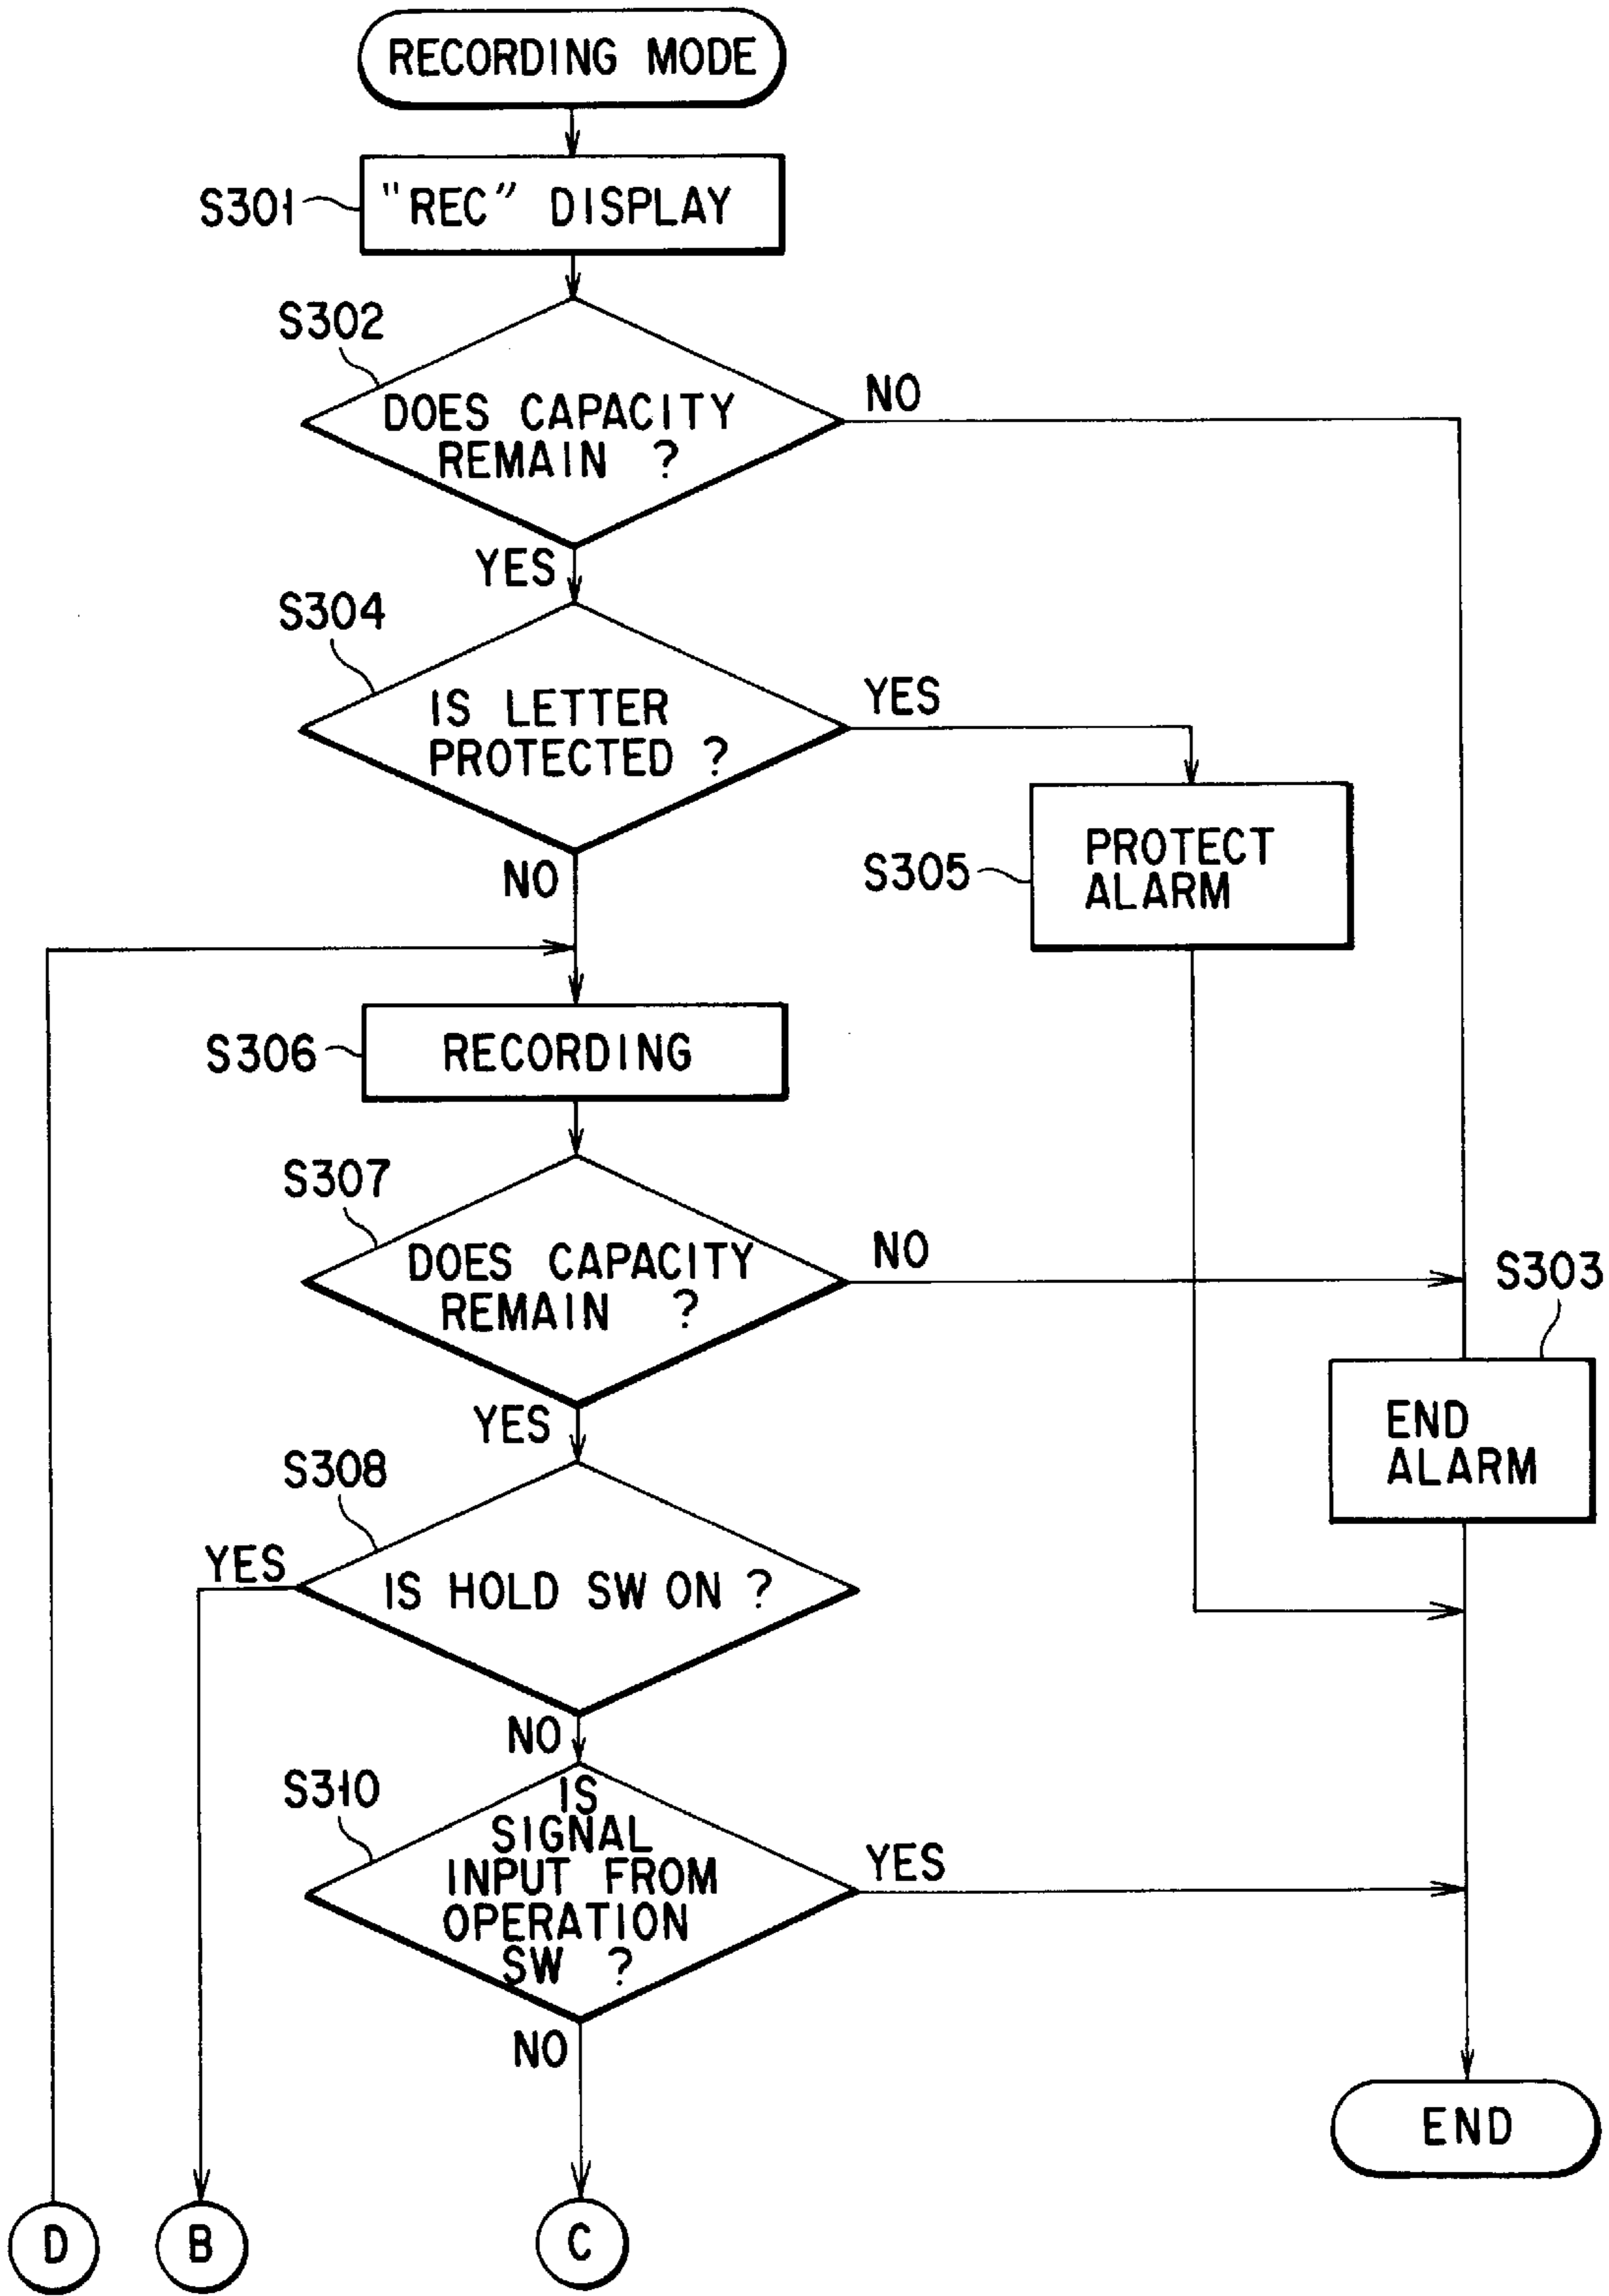 RECORDING MODE
S301
"REC" DISPLAY
S302
DOES CAPACITY
REMAIN ?
NO
YES
S304
IS LETTER
PROTECTED ?
YES
NO
S305
PROTECT
ALARM
S306
RECORDING
S307
DOES CAPACITY
REMAIN ?
NO
YES
S303
END
ALARM
S308
YES
IS HOLD SW ON ?
NO
S310
IS
SIGNAL
INPUT FROM
OPERATION
SW ?
YES
NO
END
D
B
C